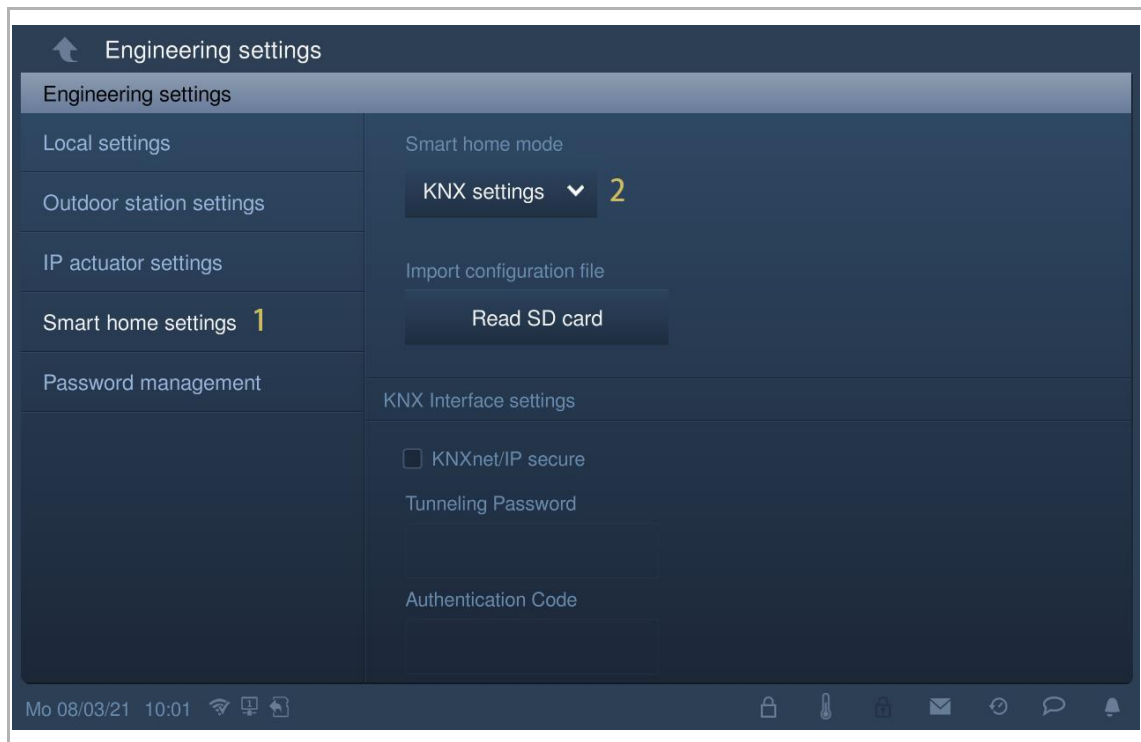 Engineering settings
Engineering settings
Local settings
Outdoor station settings
IP actuator settings
Smart home settings 1
Password management
Smart home mode
KNX settings 2
Import configuration file
Read SD card
KNX Interface settings
KNXnet/IP secure
Tunneling Password
Authentication Code
Mo 08/03/21 10:01
1